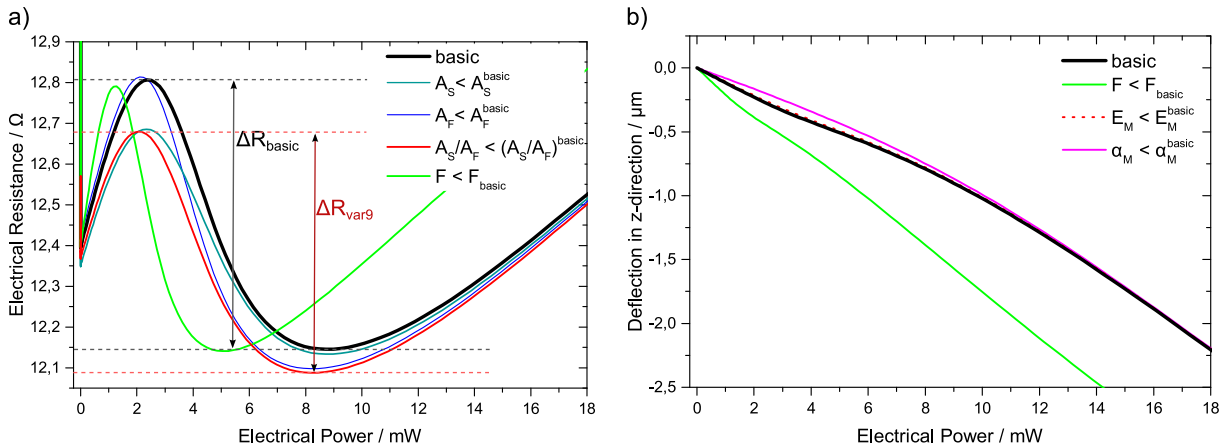 a)
12,9
12,8
12,7
12,6
12,5
12,4
12,3
12,2
12,1
Electrical Resistance / Ω
0 2 4 6 8 10 12 14 16 18
Electrical Power / mW
basic
A_S < A_S^basic
A_F < A_F^basic
A_S/A_F < (A_S/A_F)^basic
F < F_basic
ΔR_basic
ΔR_var9
b)
0,0
-0,5
-1,0
-1,5
-2,0
-2,5
Deflection in z-direction / µm
0 2 4 6 8 10 12 14 16 18
Electrical Power / mW
basic
F < F_basic
E_M < E_M^basic
α_M < α_M^basic